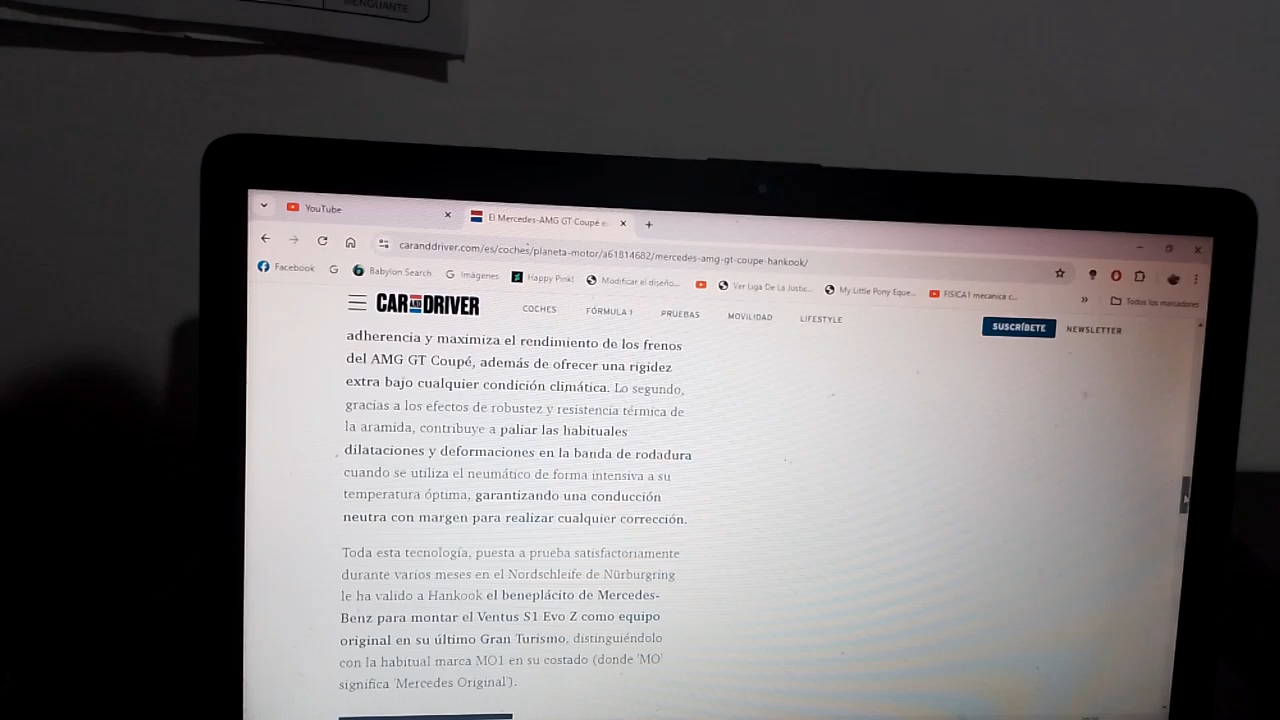 MENGUANTE
YouTube
El Mercedes-AMG GT Coupé e
caranddriver.com/es/coches/planeta-motor/a61814682/mercedes-amg-gt-coupe-hankook/
Facebook
Babylon Search
Imágenes
Happy Pink!
Modificar el diseño...
Ver Liga De La Justic...
My Little Pony Eque...
FISICA1 mecanica c...
Todos los marcadores
CAR AND DRIVER
COCHES
FÓRMULA 1
PRUEBAS
MOVILIDAD
LIFESTYLE
SUSCRÍBETE
NEWSLETTER
adherencia y maximiza el rendimiento de los frenos
del AMG GT Coupé, además de ofrecer una rigidez
extra bajo cualquier condición climática. Lo segundo,
gracias a los efectos de robustez y resistencia térmica de
la aramida, contribuye a paliar las habituales
dilataciones y deformaciones en la banda de rodadura
cuando se utiliza el neumático de forma intensiva a su
temperatura óptima, garantizando una conducción
neutra con margen para realizar cualquier corrección.
Toda esta tecnología, puesta a prueba satisfactoriamente
durante varios meses en el Nordschleife de Nürburgring
le ha valido a Hankook el beneplácito de Mercedes-
Benz para montar el Ventus S1 Evo Z como equipo
original en su último Gran Turismo, distinguiéndolo
con la habitual marca MO1 en su costado (donde 'MO'
significa 'Mercedes Original').